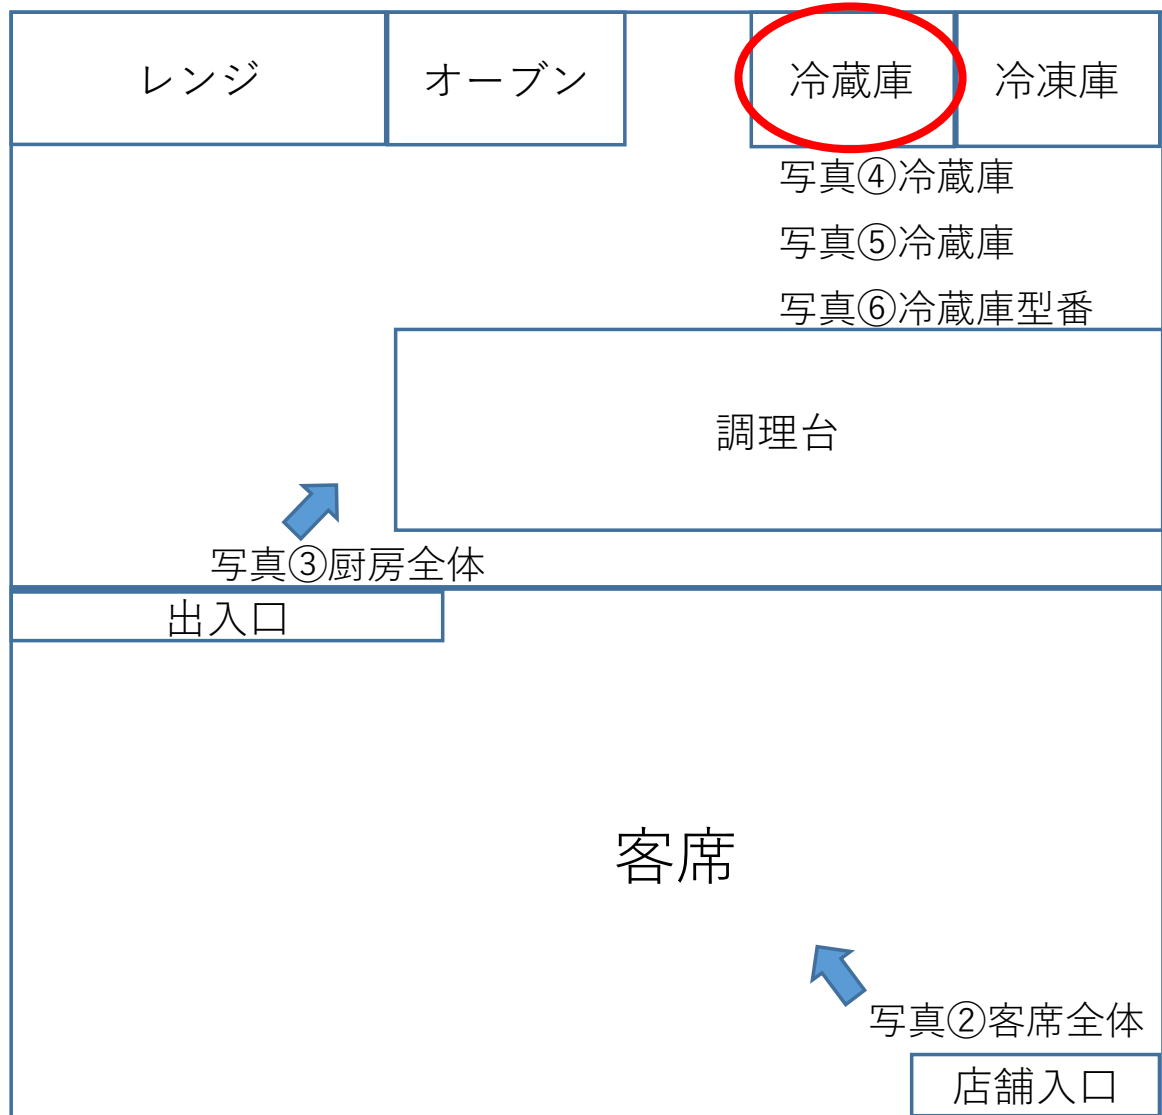 レンジ
オーブン
冷蔵庫
冷凍庫
写真④冷蔵庫
写真⑤冷蔵庫
写真⑥冷蔵庫型番
調理台
写真③厨房全体
出入口
客席
写真②客席全体
店舗入口